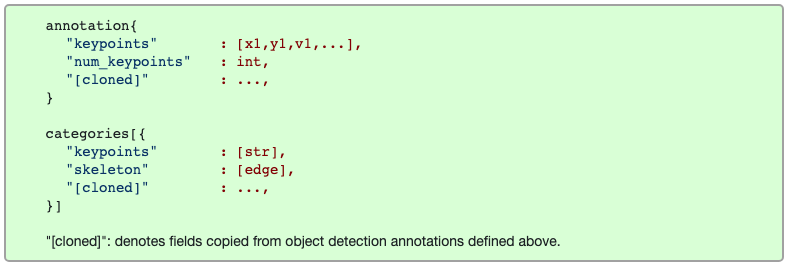 annotation{
"keypoints" : [x1,y1,v1,...],
"num_keypoints" : int,
"[cloned]" : ...,
}
categories[{
"keypoints" : [str],
"skeleton" : [edge],
"[cloned]" : ...,
}]
"[cloned]": denotes fields copied from object detection annotations defined above.